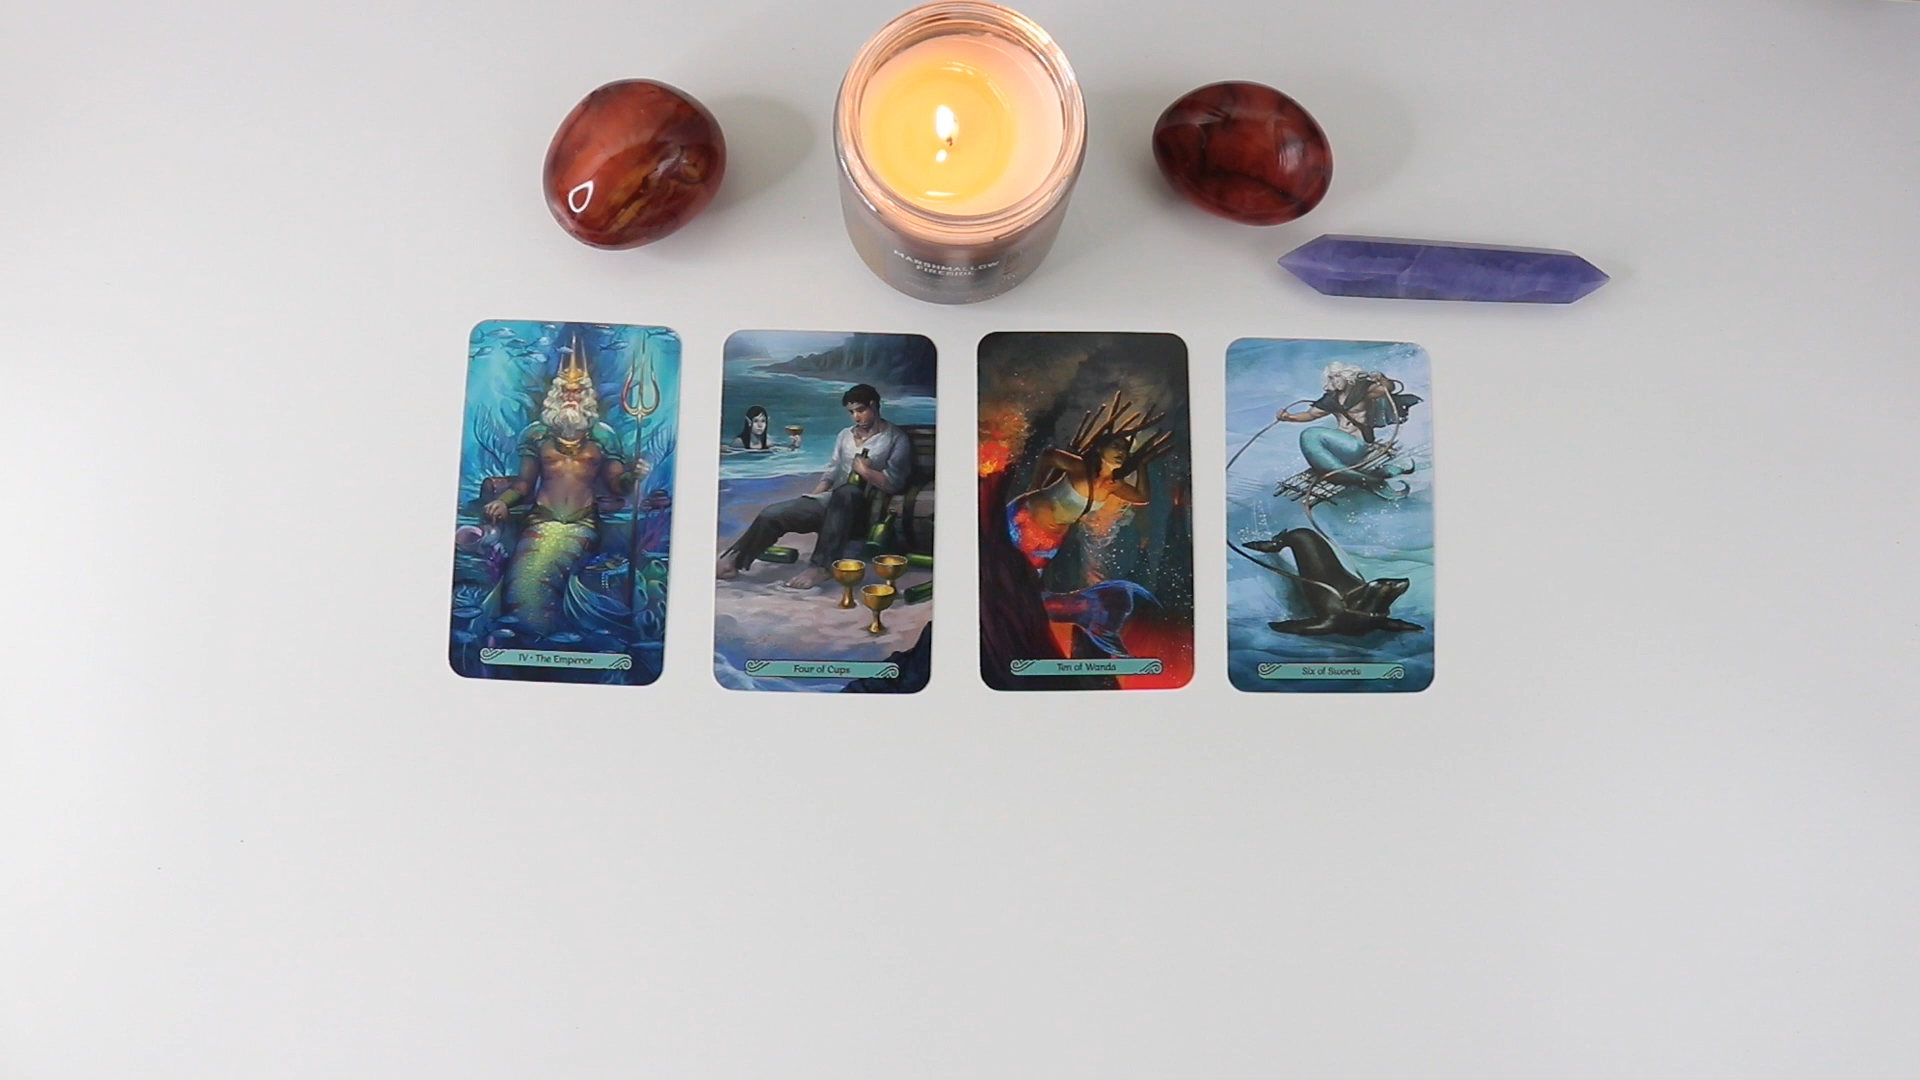 MARSHMALLOW
FIRESIDE
IV • The Emperor
Four of Cups
Ten of Wands
Six of Swords